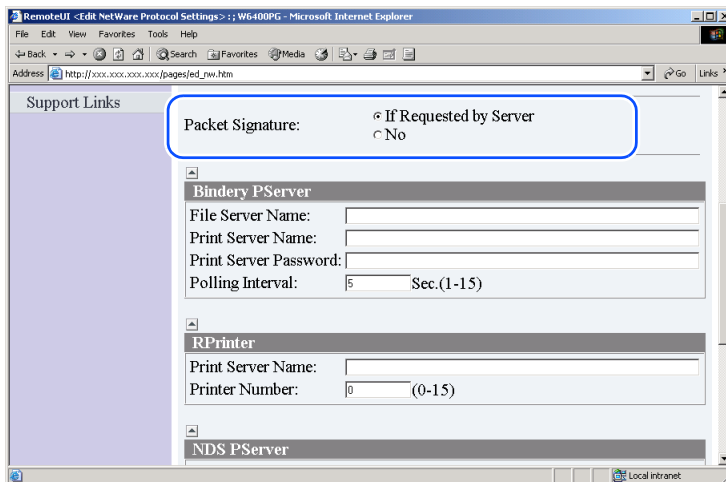 RemoteUI <Edit NetWare Protocol Settings> : ; W6400PG - Microsoft Internet Explorer
File Edit View Favorites Tools Help
Back Search Favorites Media
Address http://xxx.xxx.xxx.xxx/pages/ed_nw.htm Go Links
Support Links
Packet Signature:
If Requested by Server
No
Bindery PServer
File Server Name:
Print Server Name:
Print Server Password:
Polling Interval: 5 Sec.(1-15)
RPrinter
Print Server Name:
Printer Number: 0 (0-15)
NDS PServer
Local intranet